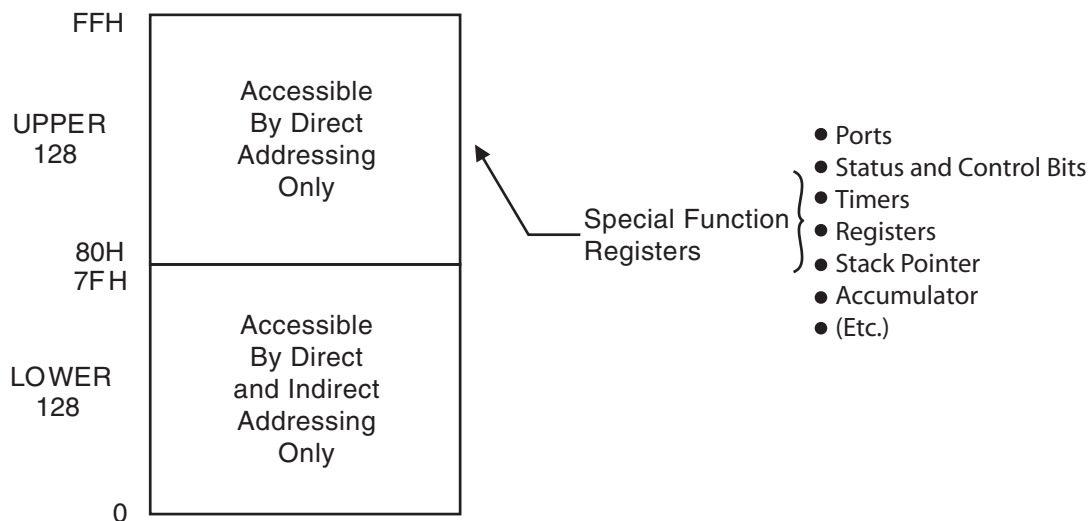 FFH
UPPER
128
80H
7FH
LOWER
128
0
Accessible
By Direct
Addressing
Only
Accessible
By Direct
and Indirect
Addressing
Only
Special Function
Registers
● Ports
● Status and Control Bits
● Timers
● Registers
● Stack Pointer
● Accumulator
● (Etc.)